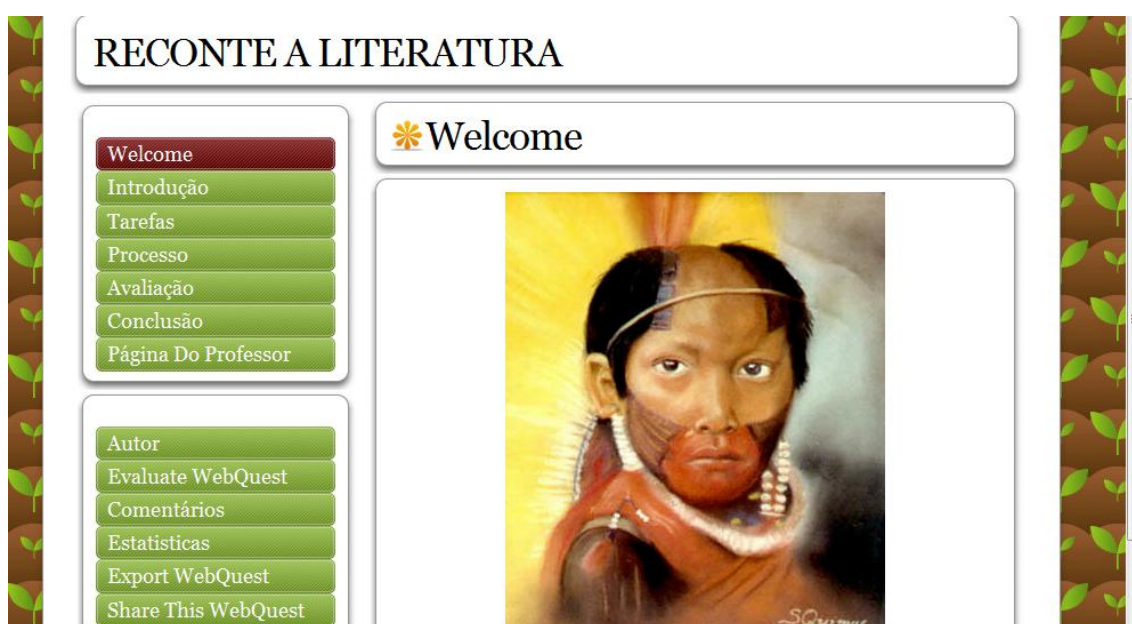 RECONTE A LITERATURA
Welcome
Introdução
Tarefas
Processo
Avaliação
Conclusão
Página Do Professor
Autor
Evaluate WebQuest
Comentários
Estatisticas
Export WebQuest
Share This WebQuest
Welcome